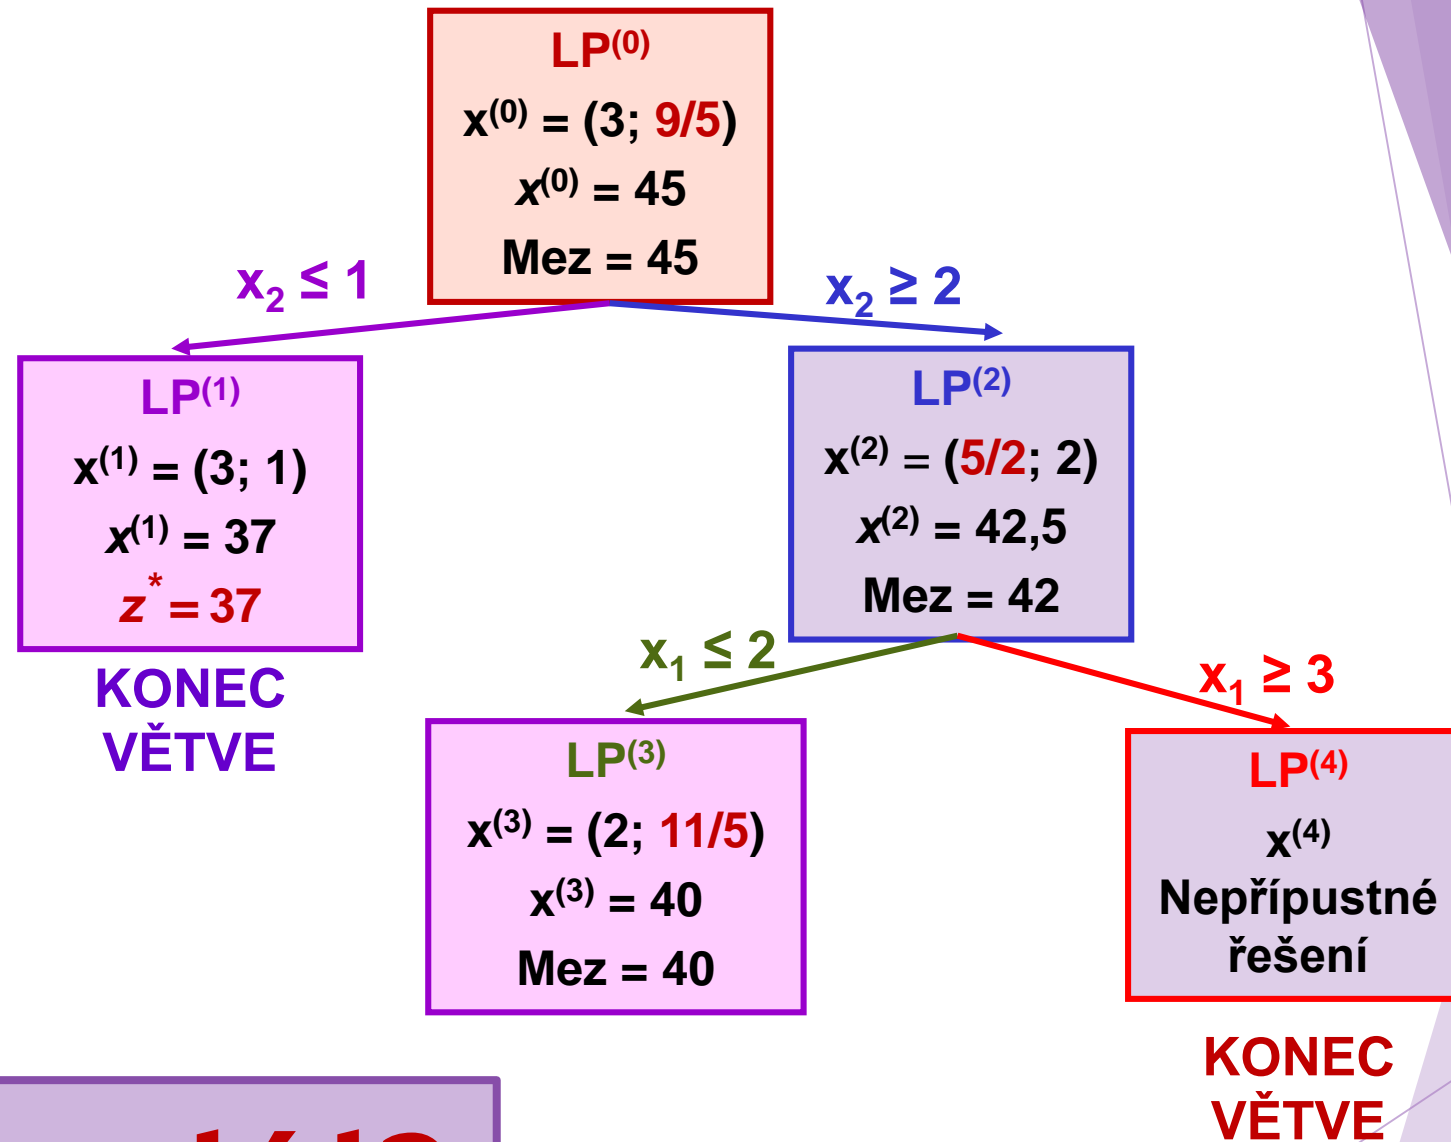 LP(0)
x(0) = (3; 9/5)
x(0) = 45
Mez = 45
x2 ≤ 1
x2 ≥ 2
LP(1)
x(1) = (3; 1)
x(1) = 37
z* = 37
KONEC
VĚTVE
LP(2)
x(2) = (5/2; 2)
x(2) = 42,5
Mez = 42
x1 ≤ 2
x1 ≥ 3
LP(3)
x(3) = (2; 11/5)
x(3) = 40
Mez = 40
LP(4)
x(4)
Nepřípustné
řešení
KONEC
VĚTVE